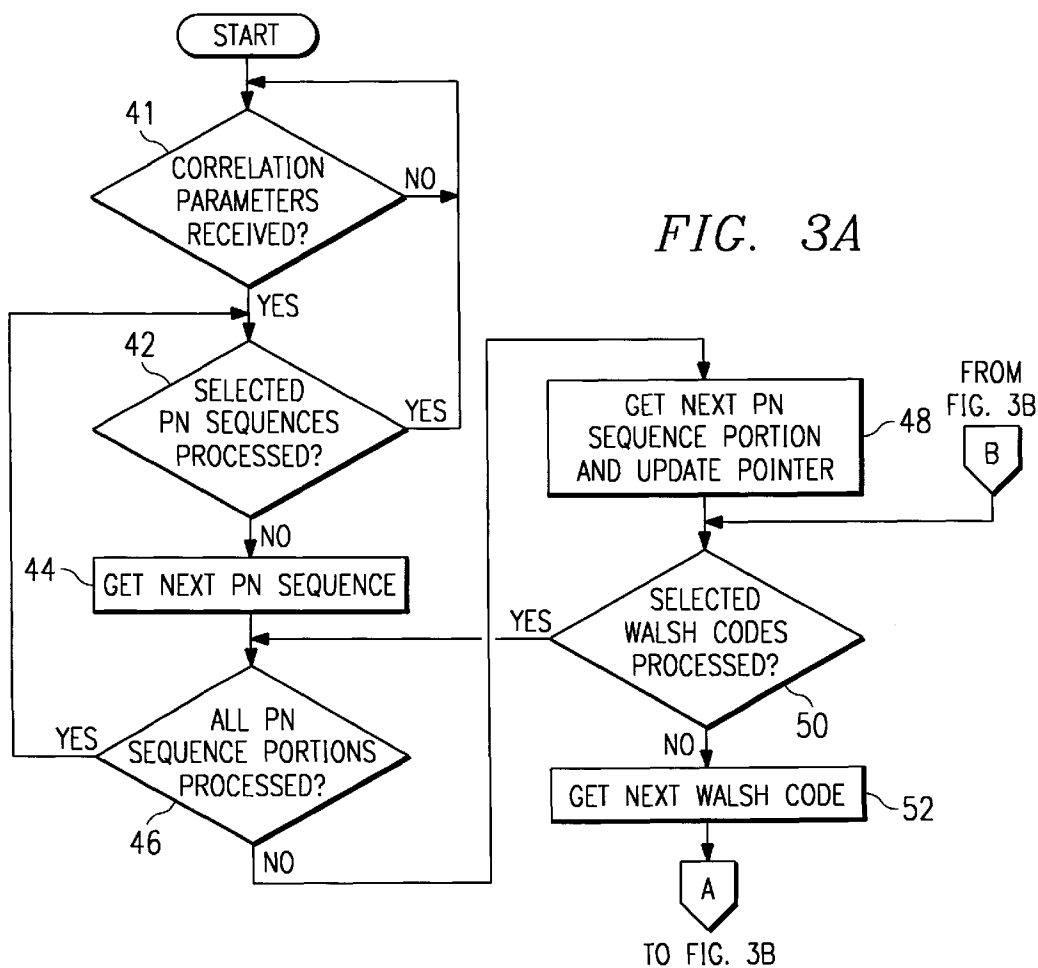 START
41
CORRELATION
PARAMETERS
RECEIVED?
NO
YES
FIG. 3A
42
SELECTED
PN SEQUENCES
PROCESSED?
YES
NO
44
GET NEXT PN SEQUENCE
ALL PN
SEQUENCE PORTIONS
PROCESSED?
YES
46
NO
GET NEXT PN
SEQUENCE PORTION
AND UPDATE POINTER
48
FROM
FIG. 3B
B
SELECTED
WALSH CODES
PROCESSED?
YES
50
NO
GET NEXT WALSH CODE
52
A
TO FIG. 3B